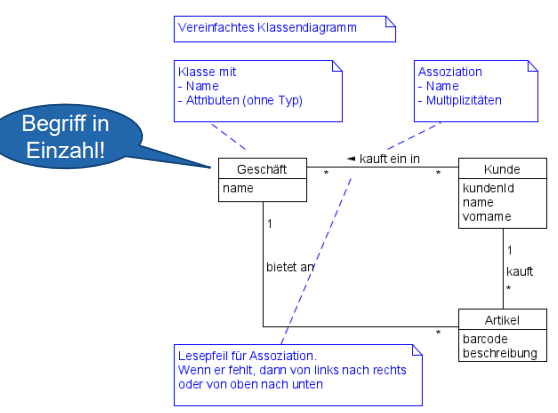 Vereinfachtes Klassendiagramm
Klasse mit
- Name
- Attributen (ohne Typ)
Assoziation
- Name
- Multiplizitäten
Begriff in
Einzahl!
Geschäft
name
◄ kauft ein in
*
*
Kunde
kundenId
name
vorname
1
bietet an
*
1
kauft
*
Artikel
barcode
beschreibung
Lesepfeil für Assoziation.
Wenn er fehlt, dann von links nach rechts
oder von oben nach unten